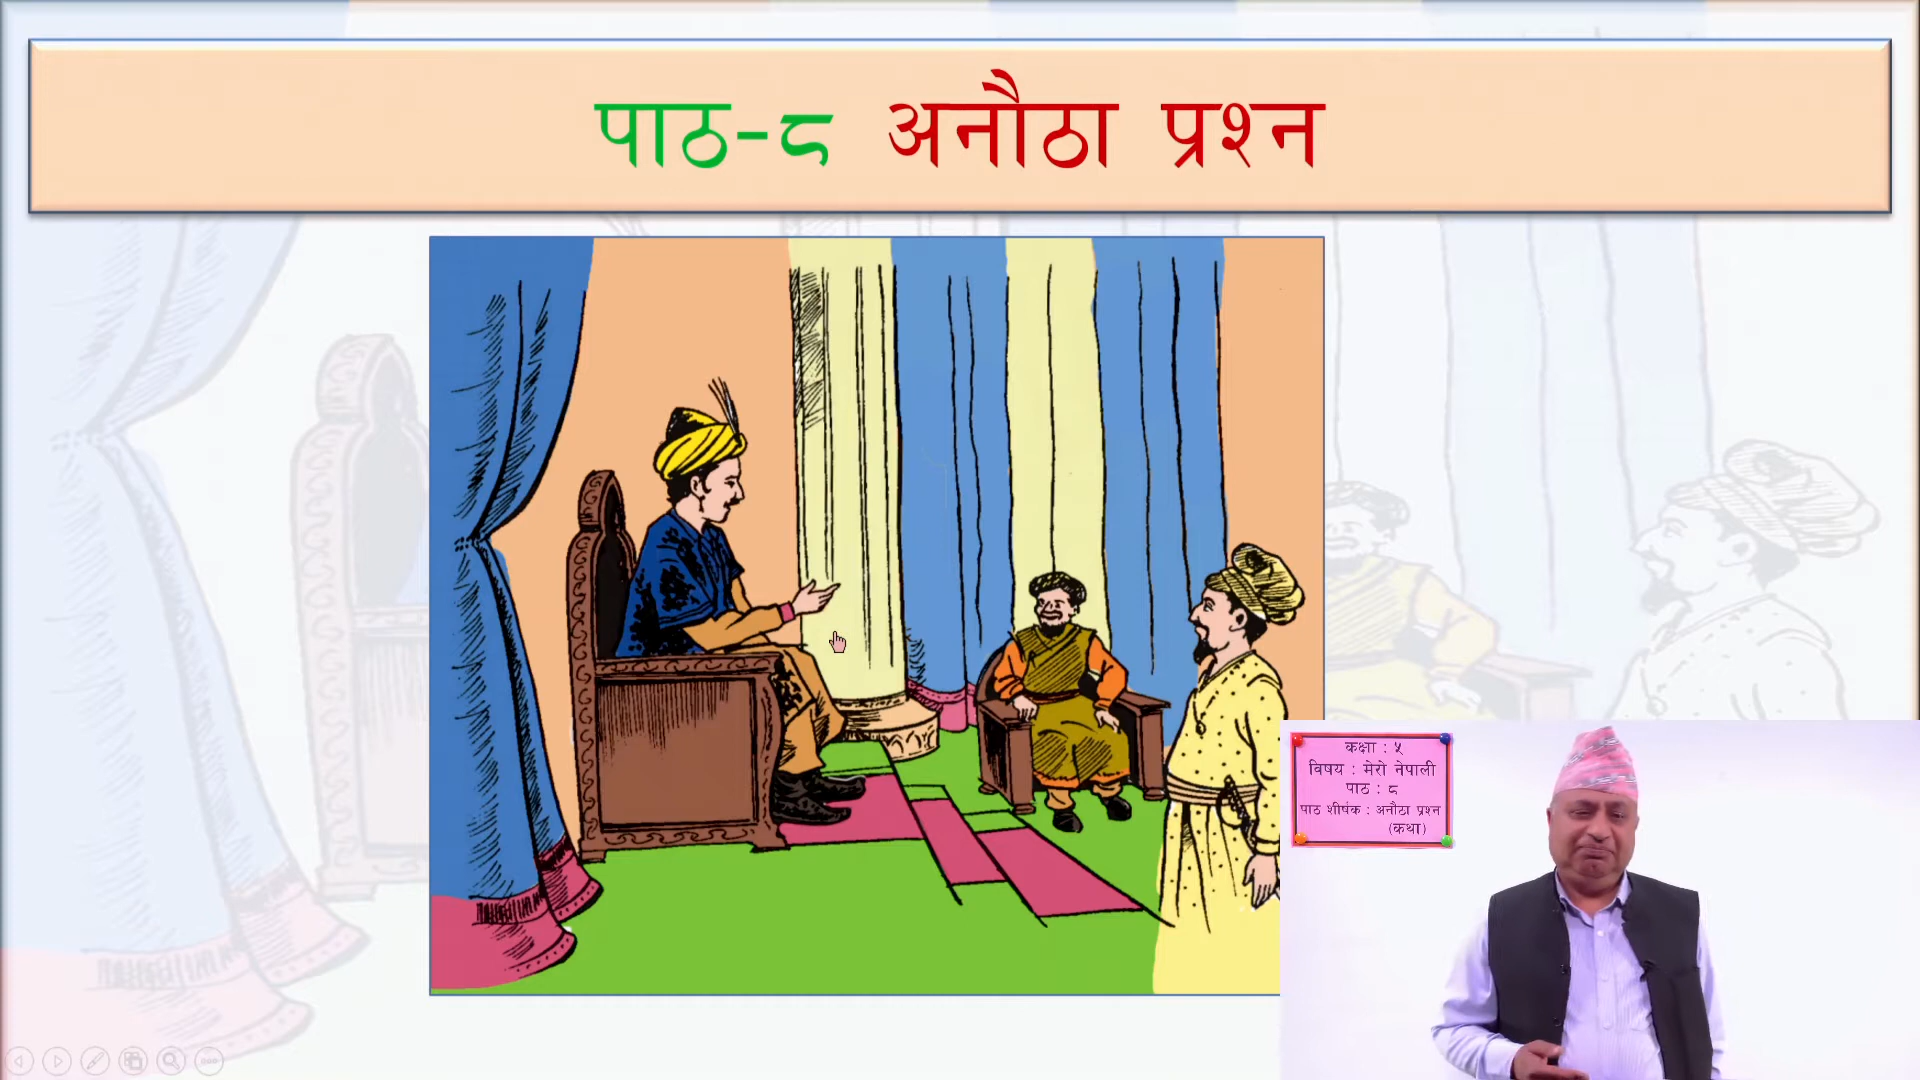 पाठ-८ अनौठा प्रश्न
कक्षा : ५
विषय : मेरो नेपाली
पाठ : ८
पाठ शीर्षक : अनौठा प्रश्न
(कथा)